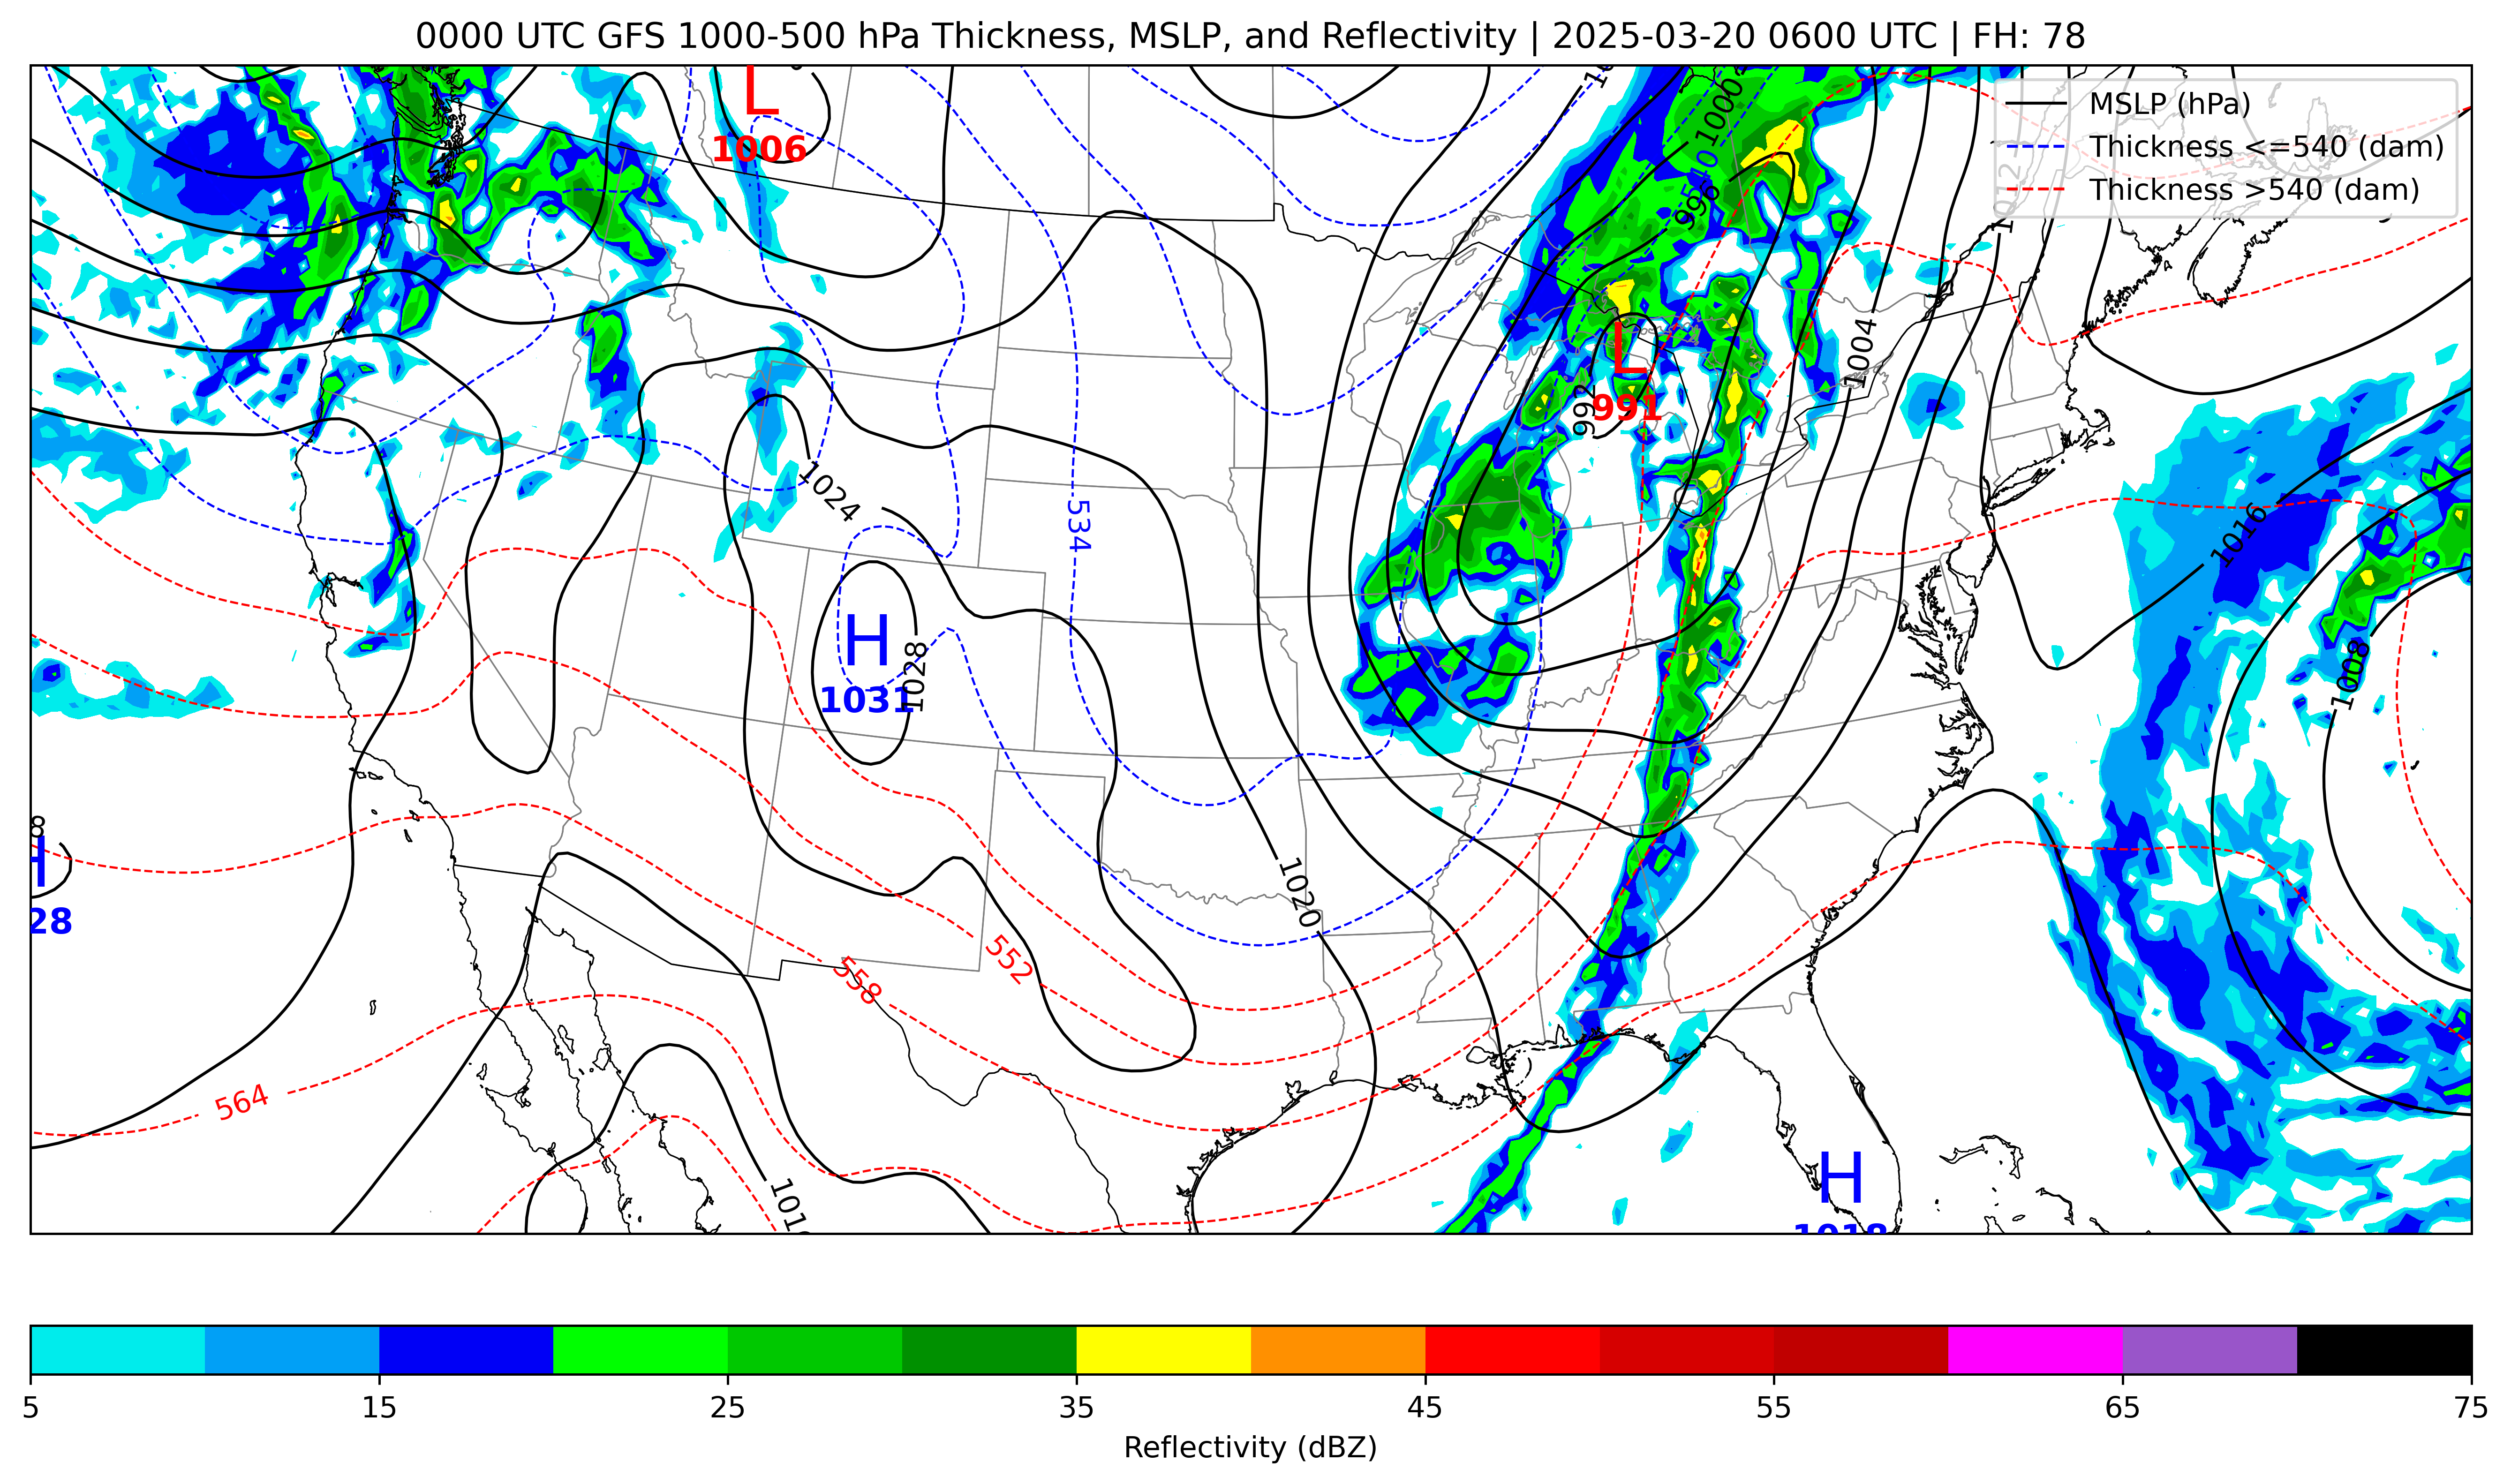 0000 UTC GFS 1000-500 hPa Thickness, MSLP, and Reflectivity | 2025-03-20 0600 UTC | FH: 78
MSLP (hPa)
Thickness <=540 (dam)
Thickness >540 (dam)
L
1006
1000
540
996
1012
L
991
992
1004
1024
534
1016
H
1031
1028
1008
H
28
1020
552
558
564
H
1018
5
15
25
35
45
55
65
75
Reflectivity (dBZ)